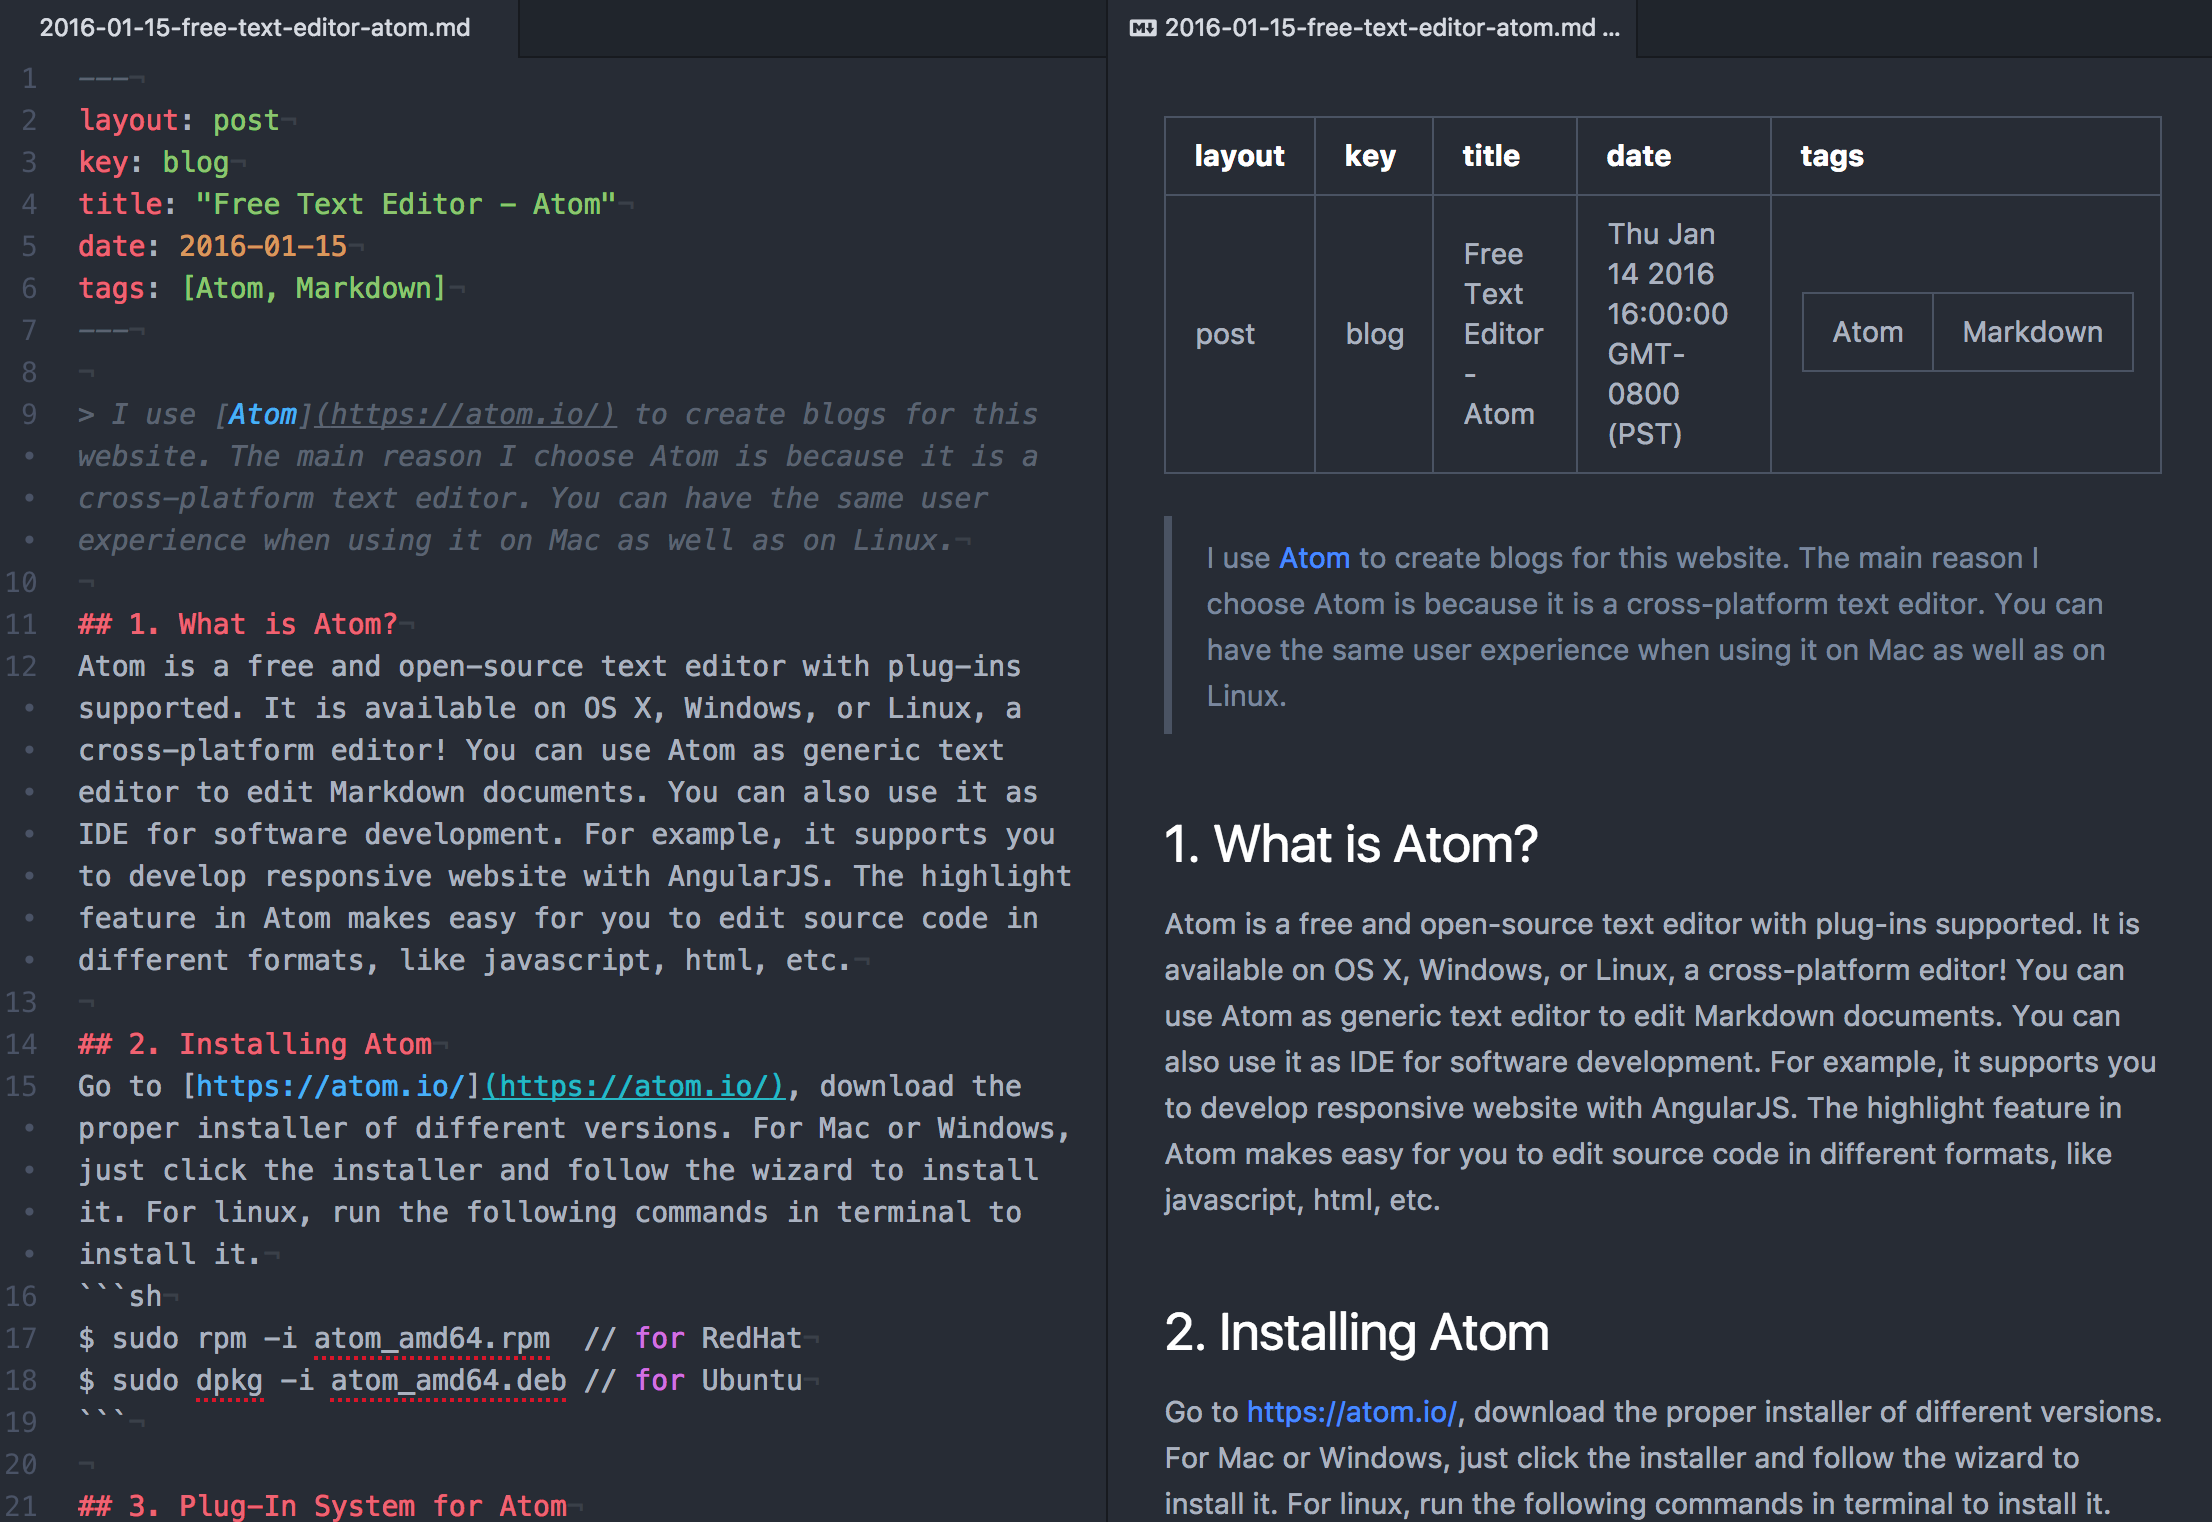 2016-01-15-free-text-editor-atom.md
1 ---¬
2 layout: post¬
3 key: blog¬
4 title: "Free Text Editor - Atom"¬
5 date: 2016-01-15¬
6 tags: [Atom, Markdown]¬
7 ---¬
8 ¬
9 > I use [Atom](https://atom.io/) to create blogs for this
• website. The main reason I choose Atom is because it is a
• cross-platform text editor. You can have the same user
• experience when using it on Mac as well as on Linux.¬
10 ¬
11 ## 1. What is Atom?¬
12 Atom is a free and open-source text editor with plug-ins
• supported. It is available on OS X, Windows, or Linux, a
• cross-platform editor! You can use Atom as generic text
• editor to edit Markdown documents. You can also use it as
• IDE for software development. For example, it supports you
• to develop responsive website with AngularJS. The highlight
• feature in Atom makes easy for you to edit source code in
• different formats, like javascript, html, etc.¬
13 ¬
14 ## 2. Installing Atom¬
15 Go to [https://atom.io/](https://atom.io/), download the
• proper installer of different versions. For Mac or Windows,
• just click the installer and follow the wizard to install
• it. For linux, run the following commands in terminal to
• install it.¬
16 ```sh¬
17 $ sudo rpm -i atom_amd64.rpm  // for RedHat¬
18 $ sudo dpkg -i atom_amd64.deb // for Ubuntu¬
19 ```¬
20 ¬
21 ## 3. Plug-In System for Atom¬
2016-01-15-free-text-editor-atom.md ...
layout key title date tags
post
blog
Free
Text
Editor
-
Atom
Thu Jan
14 2016
16:00:00
GMT-
0800
(PST)
Atom Markdown
I use Atom to create blogs for this website. The main reason I
choose Atom is because it is a cross-platform text editor. You can
have the same user experience when using it on Mac as well as on
Linux.
1. What is Atom?
Atom is a free and open-source text editor with plug-ins supported. It is
available on OS X, Windows, or Linux, a cross-platform editor! You can
use Atom as generic text editor to edit Markdown documents. You can
also use it as IDE for software development. For example, it supports you
to develop responsive website with AngularJS. The highlight feature in
Atom makes easy for you to edit source code in different formats, like
javascript, html, etc.
2. Installing Atom
Go to https://atom.io/, download the proper installer of different versions.
For Mac or Windows, just click the installer and follow the wizard to
install it. For linux, run the following commands in terminal to install it.